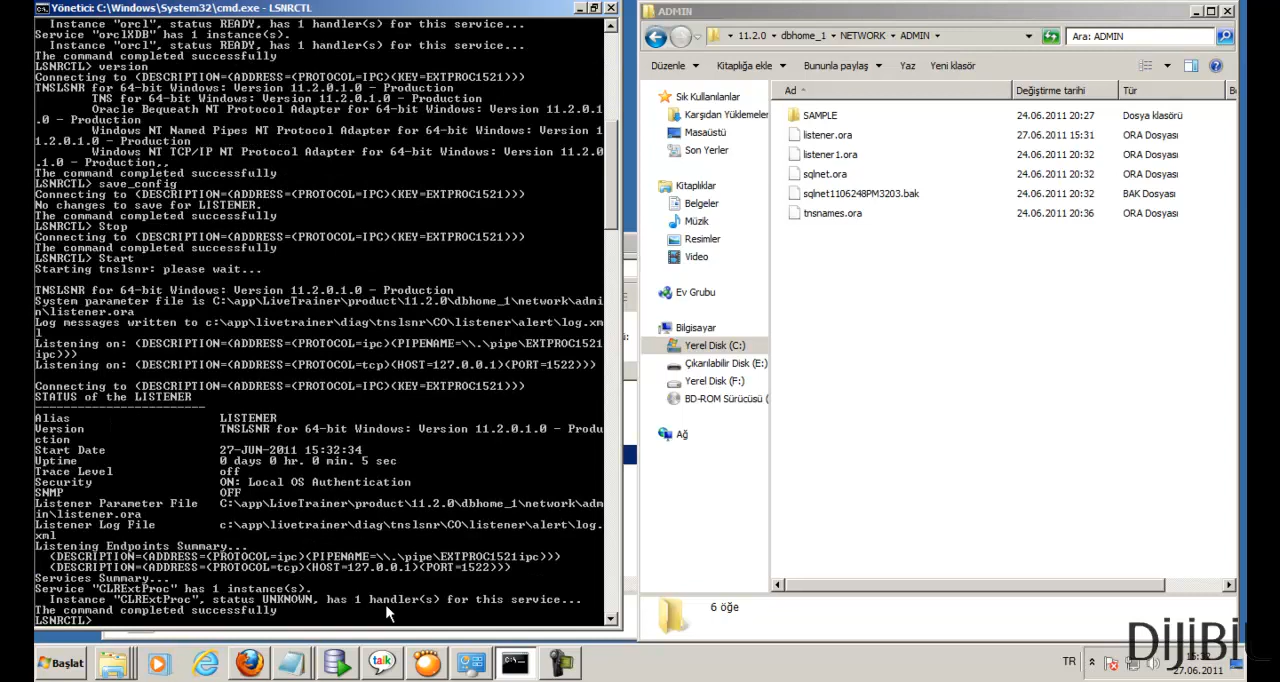 Yönetici: C:\Windows\System32\cmd.exe - LSNRCTL
Instance "orcl", status READY, has 1 handler(s) for this service...
Service "orclXDB" has 1 instance(s).
Instance "orcl", status READY, has 1 handler(s) for this service...
The command completed successfully
LSNRCTL> version
Connecting to (DESCRIPTION=(ADDRESS=(PROTOCOL=IPC)(KEY=EXTPROC1521)))
TNSLSNR for 64-bit Windows: Version 11.2.0.1.0 - Production
TNS for 64-bit Windows: Version 11.2.0.1.0 - Production
Oracle Bequeath NT Protocol Adapter for 64-bit Windows: Version 11.2.0.1
.0 - Production
Windows NT Named Pipes NT Protocol Adapter for 64-bit Windows: Version 1
1.2.0.1.0 - Production
Windows NT TCP/IP NT Protocol Adapter for 64-bit Windows: Version 11.2.0
.1.0 - Production,,
The command completed successfully
LSNRCTL> save_config
Connecting to (DESCRIPTION=(ADDRESS=(PROTOCOL=IPC)(KEY=EXTPROC1521)))
No changes to save for LISTENER.
The command completed successfully
LSNRCTL> Stop
Connecting to (DESCRIPTION=(ADDRESS=(PROTOCOL=IPC)(KEY=EXTPROC1521)))
The command completed successfully
LSNRCTL> Start
Starting tnslsnr: please wait...
TNSLSNR for 64-bit Windows: Version 11.2.0.1.0 - Production
System parameter file is C:\app\LiveTrainer\product\11.2.0\dbhome_1\network\admi
n\listener.ora
Log messages written to c:\app\livetrainer\diag\tnslsnr\CO\listener\alert\log.xm
l
Listening on: (DESCRIPTION=(ADDRESS=(PROTOCOL=ipc)(PIPENAME=\\.\pipe\EXTPROC1521
ipc)))
Listening on: (DESCRIPTION=(ADDRESS=(PROTOCOL=tcp)(HOST=127.0.0.1)(PORT=1522)))
Connecting to (DESCRIPTION=(ADDRESS=(PROTOCOL=IPC)(KEY=EXTPROC1521)))
STATUS of the LISTENER
------------------------
Alias LISTENER
Version TNSLSNR for 64-bit Windows: Version 11.2.0.1.0 - Produ
ction
Start Date 27-JUN-2011 15:32:34
Uptime 0 days 0 hr. 0 min. 5 sec
Trace Level off
Security ON: Local OS Authentication
SNMP OFF
Listener Parameter File C:\app\LiveTrainer\product\11.2.0\dbhome_1\network\adm
in\listener.ora
Listener Log File c:\app\livetrainer\diag\tnslsnr\CO\listener\alert\log.
xml
Listening Endpoints Summary...
(DESCRIPTION=(ADDRESS=(PROTOCOL=ipc)(PIPENAME=\\.\pipe\EXTPROC1521ipc)))
(DESCRIPTION=(ADDRESS=(PROTOCOL=tcp)(HOST=127.0.0.1)(PORT=1522)))
Services Summary...
Service "CLRExtProc" has 1 instance(s).
Instance "CLRExtProc", status UNKNOWN, has 1 handler(s) for this service...
The command completed successfully
LSNRCTL>
ADMIN
11.2.0 dbhome_1 NETWORK ADMIN
Ara: ADMIN
Düzenle Kitaplığa ekle Bununla paylaş Yaz Yeni klasör
Sık Kullanılanlar
Karşıdan Yüklemeler
Masaüstü
Son Yerler
Kitaplıklar
Belgeler
Müzik
Resimler
Video
Ev Grubu
Bilgisayar
Yerel Disk (C:)
Çıkarılabilir Disk (E:)
Yerel Disk (F:)
BD-ROM Sürücüsü (
Ağ
Ad Değiştirme tarihi Tür
SAMPLE 24.06.2011 20:27 Dosya klasörü
listener.ora 27.06.2011 15:31 ORA Dosyası
listener1.ora 24.06.2011 20:32 ORA Dosyası
sqlnet.ora 24.06.2011 20:32 ORA Dosyası
sqlnet1106248PM3203.bak 24.06.2011 20:32 BAK Dosyası
tnsnames.ora 24.06.2011 20:36 ORA Dosyası
6 öğe
Başlat
talk
TR
27.06.2011
DijiBil